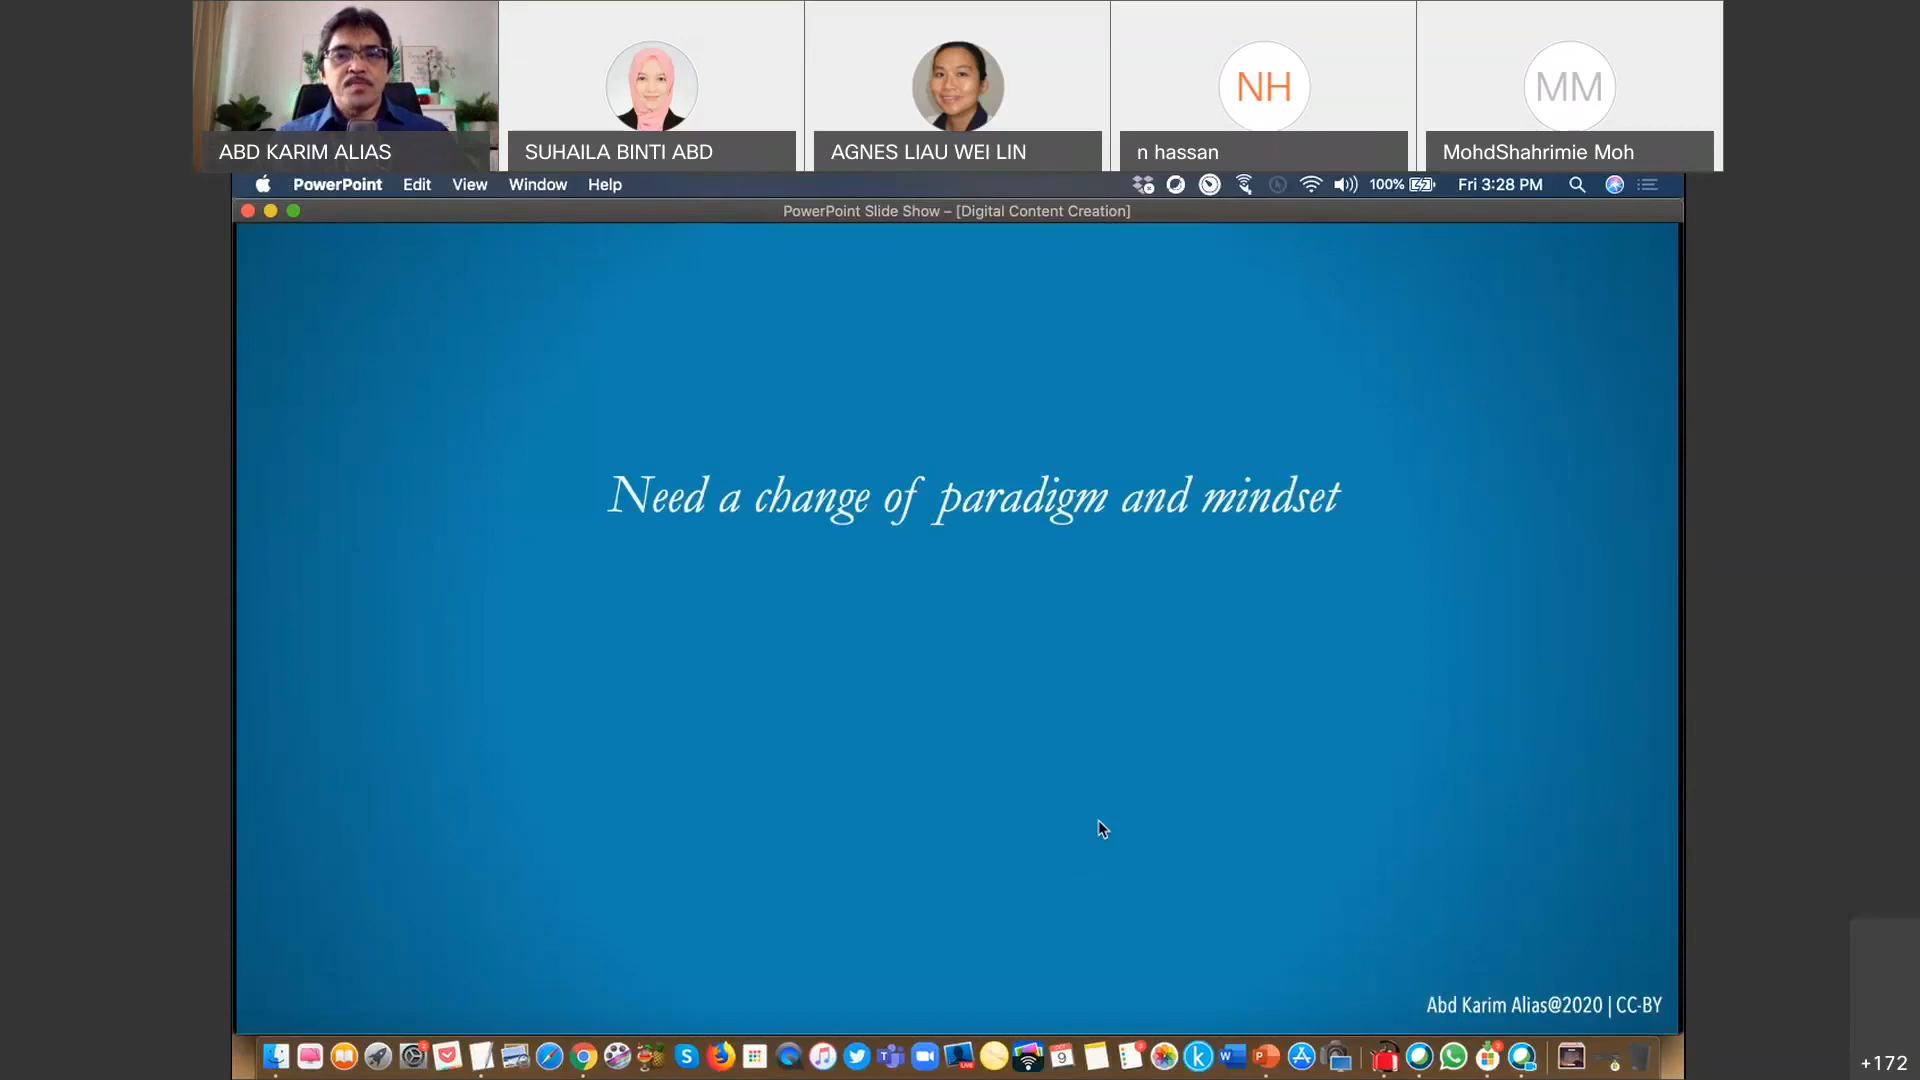 ABD KARIM ALIAS
SUHAILA BINTI ABD
AGNES LIAU WEI LIN
NH
n hassan
MM
MohdShahrimie Moh
PowerPoint Edit View Window Help
100% Fri 3:28 PM
PowerPoint Slide Show – [Digital Content Creation]
Need a change of paradigm and mindset
Abd Karim Alias@2020 | CC-BY
+172